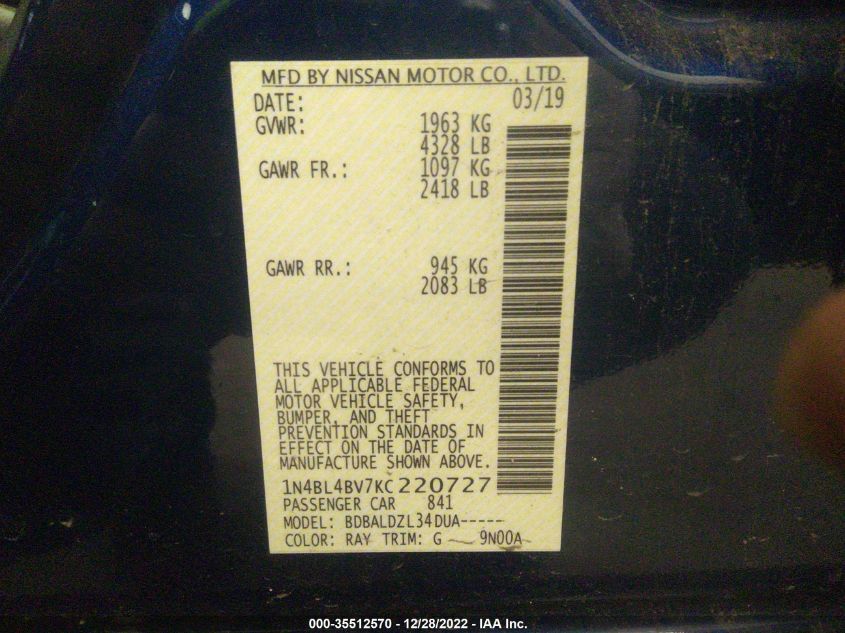 MFD BY NISSAN MOTOR CO., LTD.
DATE: 03/19
GVWR: 1963 KG
4328 LB
GAWR FR.: 1097 KG
2418 LB
GAWR RR.: 945 KG
2083 LB
THIS VEHICLE CONFORMS TO
ALL APPLICABLE FEDERAL
MOTOR VEHICLE SAFETY,
BUMPER, AND THEFT
PREVENTION STANDARDS IN
EFFECT ON THE DATE OF
MANUFACTURE SHOWN ABOVE.
1N4BL4BV7KC220727
PASSENGER CAR 841
MODEL: BDBALDZL34DUA-----
COLOR: RAY TRIM: G 9N00A
000-35512570 - 12/28/2022 - IAA Inc.